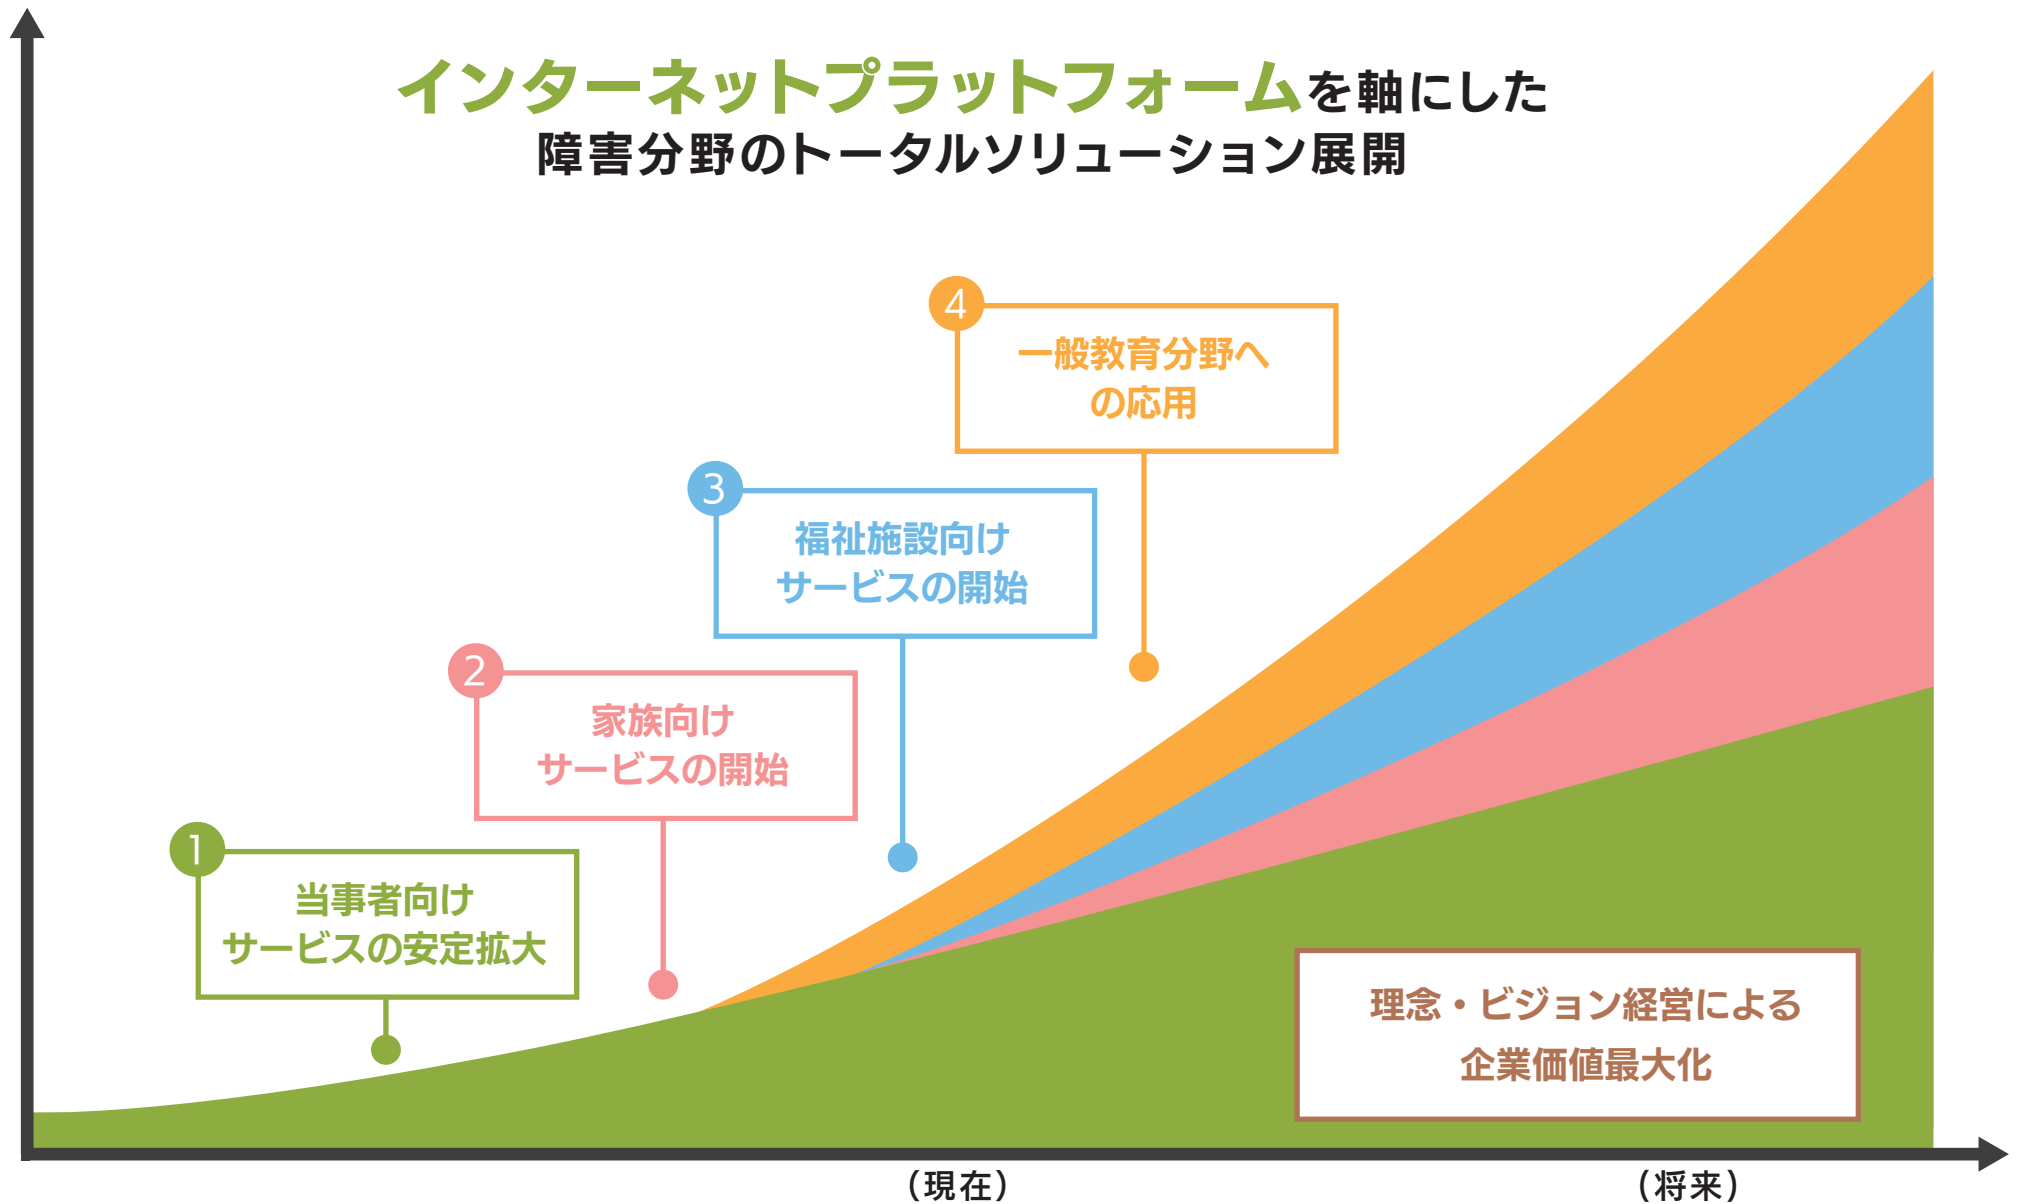 インターネットプラットフォームを軸にした
障害分野のトータルソリューション展開
4
一般教育分野へ
の応用
3
福祉施設向け
サービスの開始
2
家族向け
サービスの開始
1
当事者向け
サービスの安定拡大
理念・ビジョン経営による
企業価値最大化
（現在）
（将来）